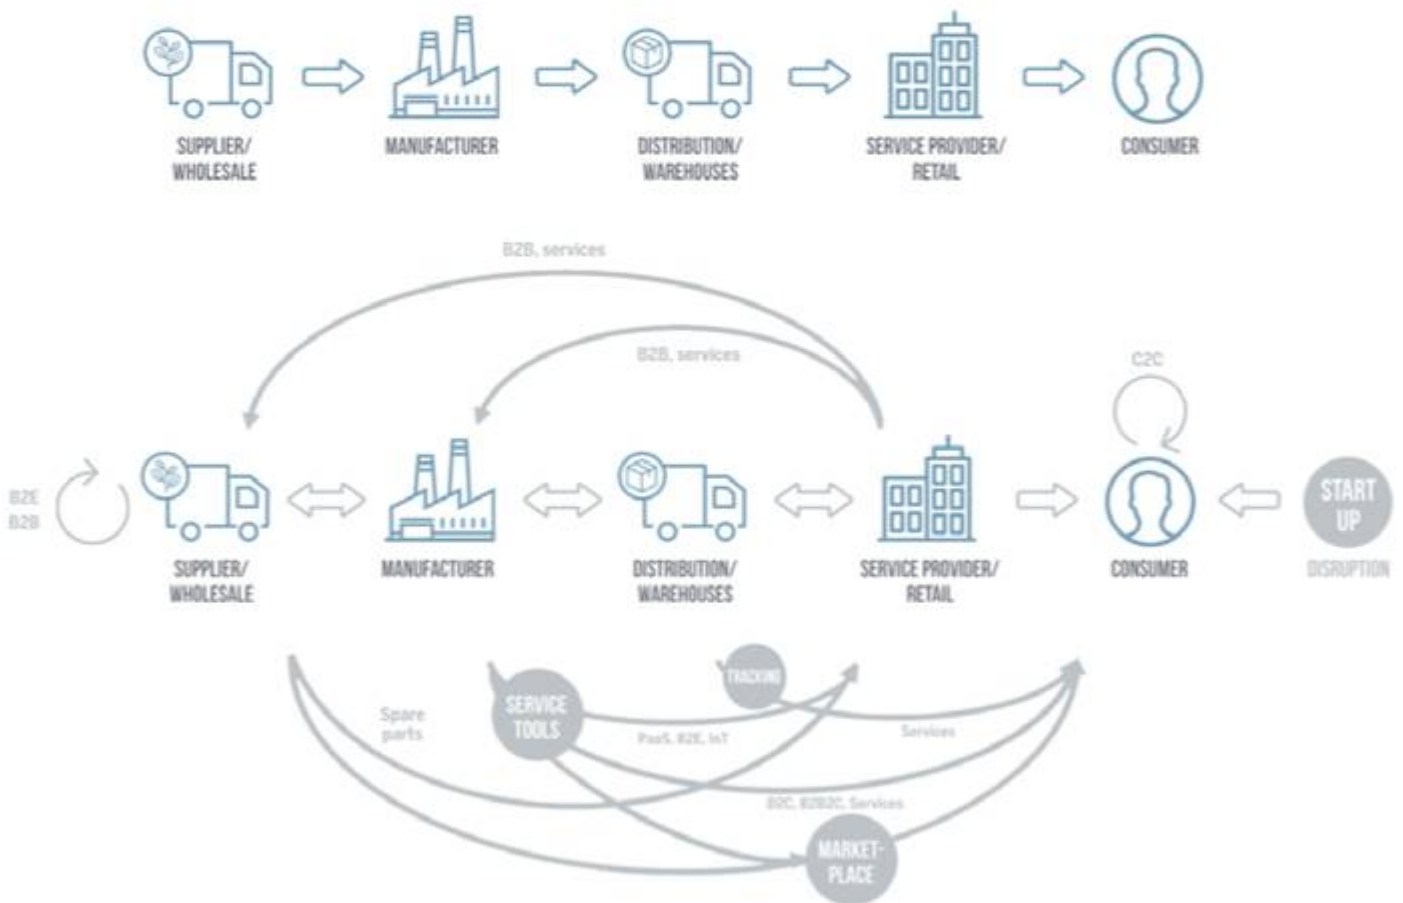 SUPPLIER/
WHOLESALE
MANUFACTURER
DISTRIBUTION/
WAREHOUSES
SERVICE PROVIDER/
RETAIL
CONSUMER
B2B, services
B2B, services
C2C
B2E
B2B
START
UP
SUPPLIER/
WHOLESALE
MANUFACTURER
DISTRIBUTION/
WAREHOUSES
SERVICE PROVIDER/
RETAIL
CONSUMER
DISRUPTION
TRACKING
SERVICE
TOOLS
Spare
parts
PaaS, B2E, IoT
Services
B2C, B2B2C, Services
MARKET-
PLACE